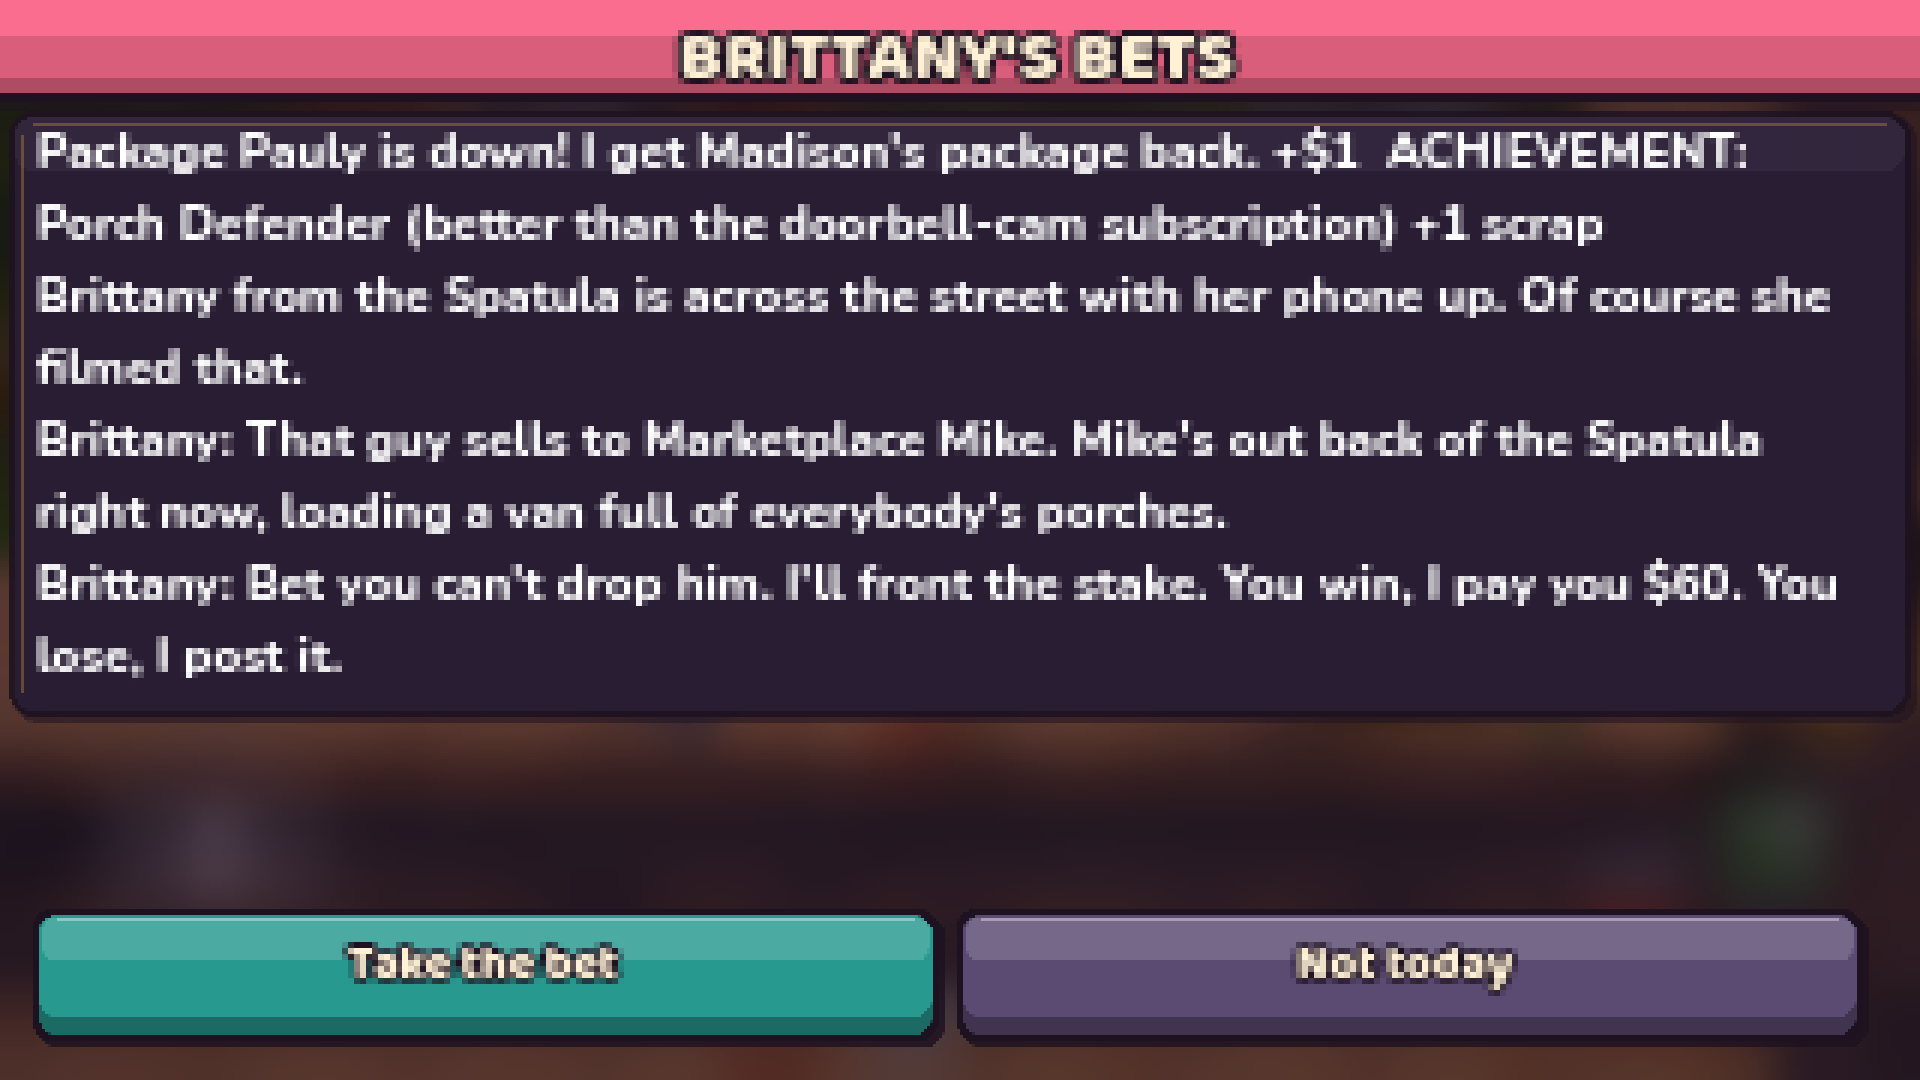 BRITTANY'S BETS
Package Pauly is down! I get Madison's package back. +$1  ACHIEVEMENT:
Porch Defender (better than the doorbell-cam subscription) +1 scrap
Brittany from the Spatula is across the street with her phone up. Of course she
filmed that.
Brittany: That guy sells to Marketplace Mike. Mike's out back of the Spatula
right now, loading a van full of everybody's porches.
Brittany: Bet you can't drop him. I'll front the stake. You win, I pay you $60. You
lose, I post it.
Take the bet
Not today